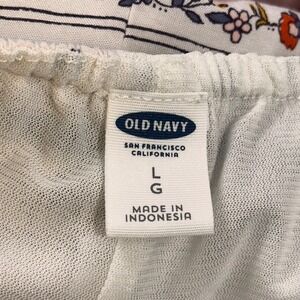 OLD NAVY
SAN FRANCISCO
CALIFORNIA
L
G
MADE IN
INDONESIA